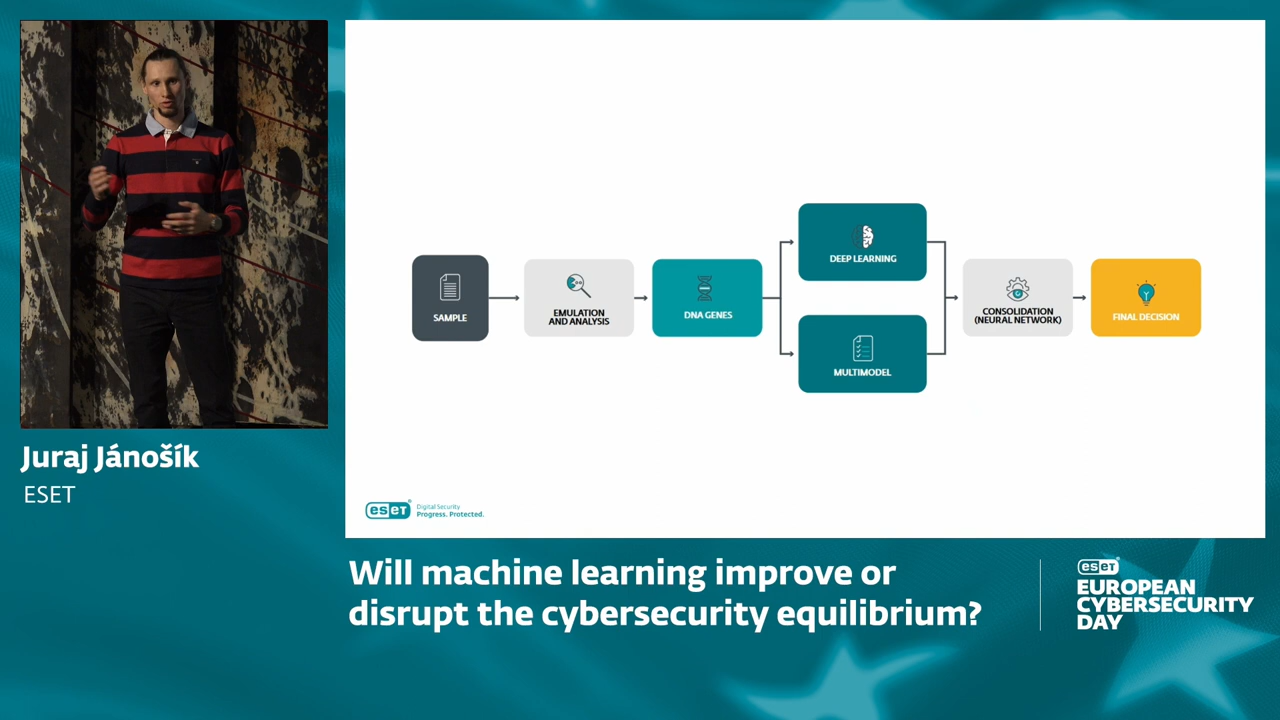 Juraj Jánošík
ESET
SAMPLE
EMULATION
AND ANALYSIS
DNA GENES
DEEP LEARNING
MULTIMODEL
CONSOLIDATION
(NEURAL NETWORK)
FINAL DECISION
eset® Digital Security
Progress. Protected.
Will machine learning improve or
disrupt the cybersecurity equilibrium?
eset®
EUROPEAN
CYBERSECURITY
DAY